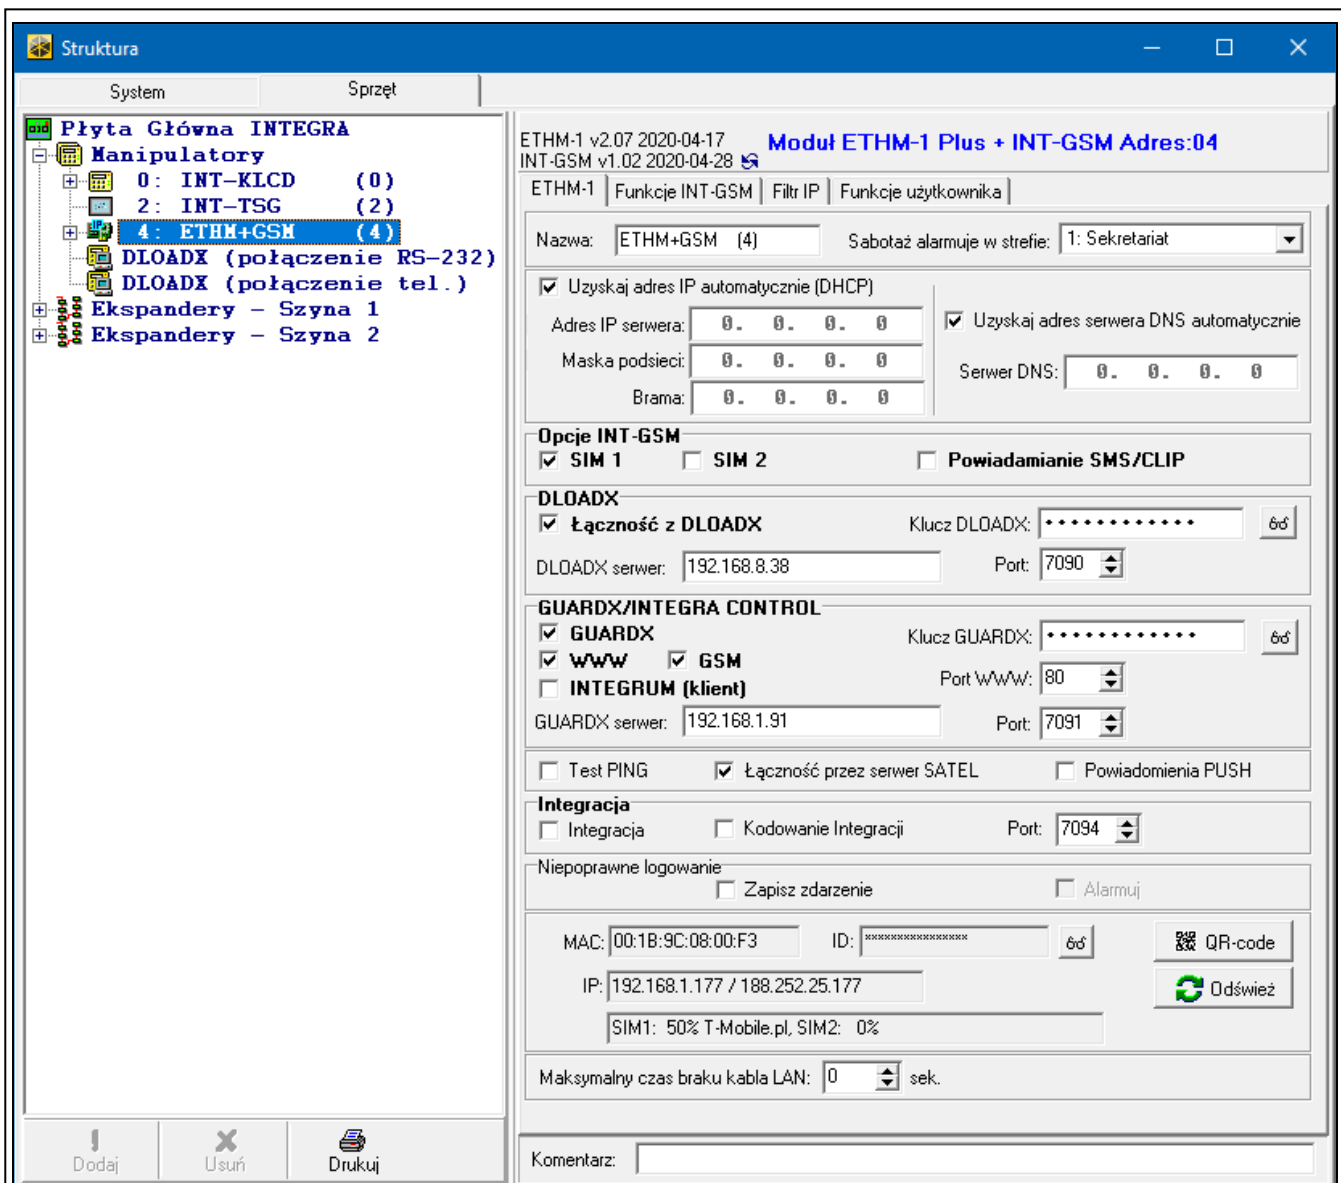 Struktura
System Sprzęt
Płyta Główna INTEGRA
Manipulatory
0: INT-KLCD (0)
2: INT-TSG (2)
4: ETHM+GSM (4)
DLOADX (połączenie RS-232)
DLOADX (połączenie tel.)
Ekspandery - Szyna 1
Ekspandery - Szyna 2
Dodaj Usuń Drukuj
ETHM-1 v2.07 2020-04-17
INT-GSM v1.02 2020-04-28
Moduł ETHM-1 Plus + INT-GSM Adres:04
ETHM-1 Funkcje INT-GSM Filtr IP Funkcje użytkownika
Nazwa: ETHM+GSM (4) Sabotaż alarmuje w strefie: 1: Sekretariat
Uzyskaj adres IP automatycznie (DHCP)
Adres IP serwera: 0. 0. 0. 0
Maska podsieci: 0. 0. 0. 0
Brama: 0. 0. 0. 0
Uzyskaj adres serwera DNS automatycznie
Serwer DNS: 0. 0. 0. 0
Opcje INT-GSM
SIM 1 SIM 2 Powiadamianie SMS/CLIP
DLOADX
Łączność z DLOADX Klucz DLOADX: ••••••••••••
DLOADX serwer: 192.168.8.38 Port: 7090
GUARDX/INTEGRA CONTROL
GUARDX Klucz GUARDX: ••••••••••••
WWW GSM Port WWW: 80
INTEGRUM (klient)
GUARDX serwer: 192.168.1.91 Port: 7091
Test PING Łączność przez serwer SATEL Powiadomienia PUSH
Integracja
Integracja Kodowanie Integracji Port: 7094
Niepoprawne logowanie
Zapisz zdarzenie Alarmuj
MAC: 00:1B:9C:08:00:F3 ID: **************** QR-code
IP: 192.168.1.177 / 188.252.25.177 Odśwież
SIM1: 50% T-Mobile.pl, SIM2: 0%
Maksymalny czas braku kabla LAN: 0 sek.
Komentarz: